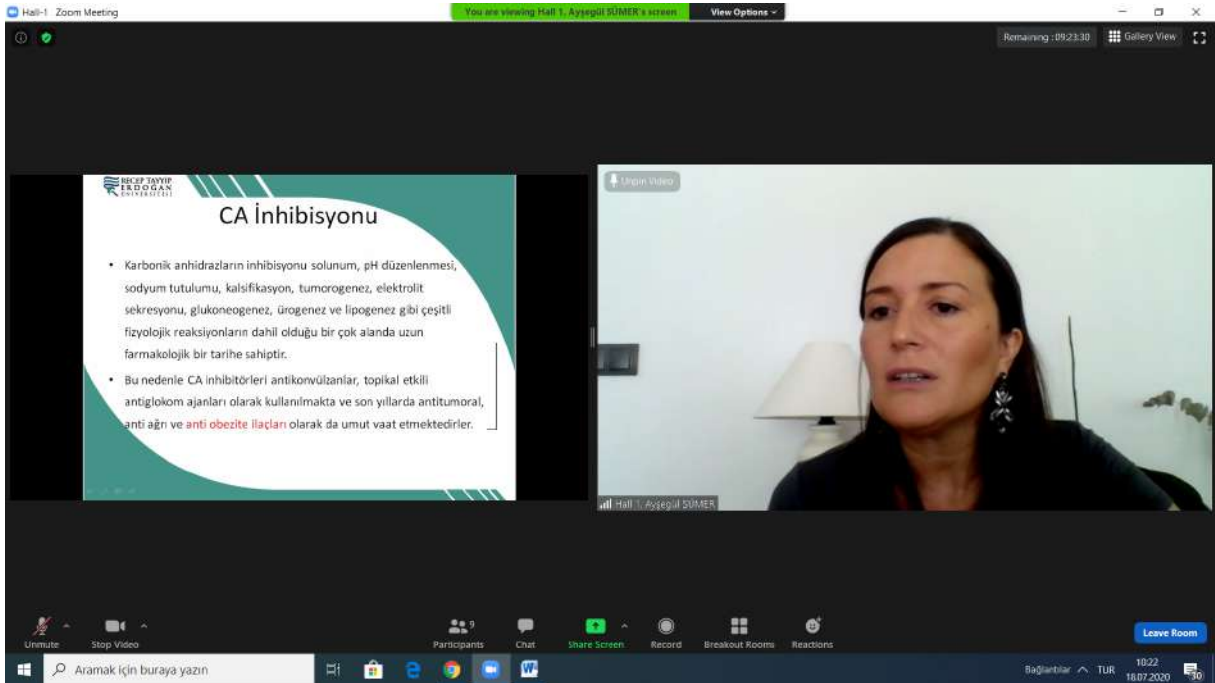 Hall-1 Zoom Meeting
You are viewing Hall 1, Ayşegül SÜMER's screen
View Options
Remaining : 09:23:30
Gallery View
RECEP TAYYIP
ERDOĞAN
ÜNİVERSİTESİ
CA İnhibisyonu
• Karbonik anhidrazların inhibisyonu solunum, pH düzenlenmesi,
sodyum tutulumu, kalsifikasyon, tumorogenez, elektrolit
sekresyonu, glukoneogenez, ürogenez ve lipogenez gibi çeşitli
fizyolojik reaksiyonların dahil olduğu bir çok alanda uzun
farmakolojik bir tarihe sahiptir.
• Bu nedenle CA inhibitörleri antikonvülzanlar, topikal etkili
antiglokom ajanları olarak kullanılmakta ve son yıllarda antitumoral,
anti ağrı ve anti obezite ilaçları olarak da umut vaat etmektedirler.
Unpin Video
Hall 1, Ayşegül SÜMER
Unmute
Stop Video
Participants
9
Chat
Share Screen
Record
Breakout Rooms
Reactions
Leave Room
Aramak için buraya yazın
Bağlantılar
TUR
10:22
18.07.2020
30